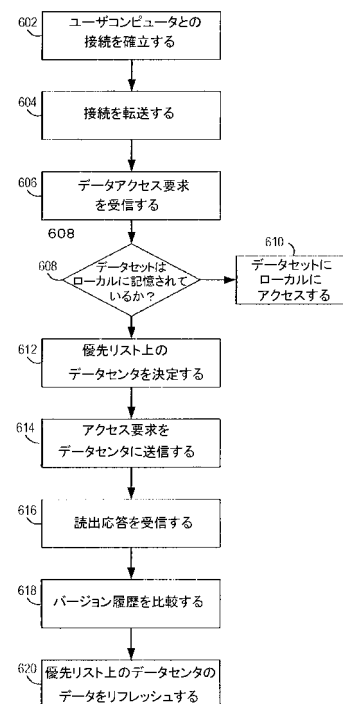 602
ユーザコンピュータとの
接続を確立する
604
接続を転送する
606
データアクセス要求
を受信する
608
608
データセットは
ローカルに記憶されて
いるか？
610
データセットに
ローカルに
アクセスする
612
優先リスト上の
データセンタを決定する
614
アクセス要求を
データセンタに送信する
616
読出応答を受信する
618
バージョン履歴を比較する
620
優先リスト上のデータセンタの
データをリフレッシュする